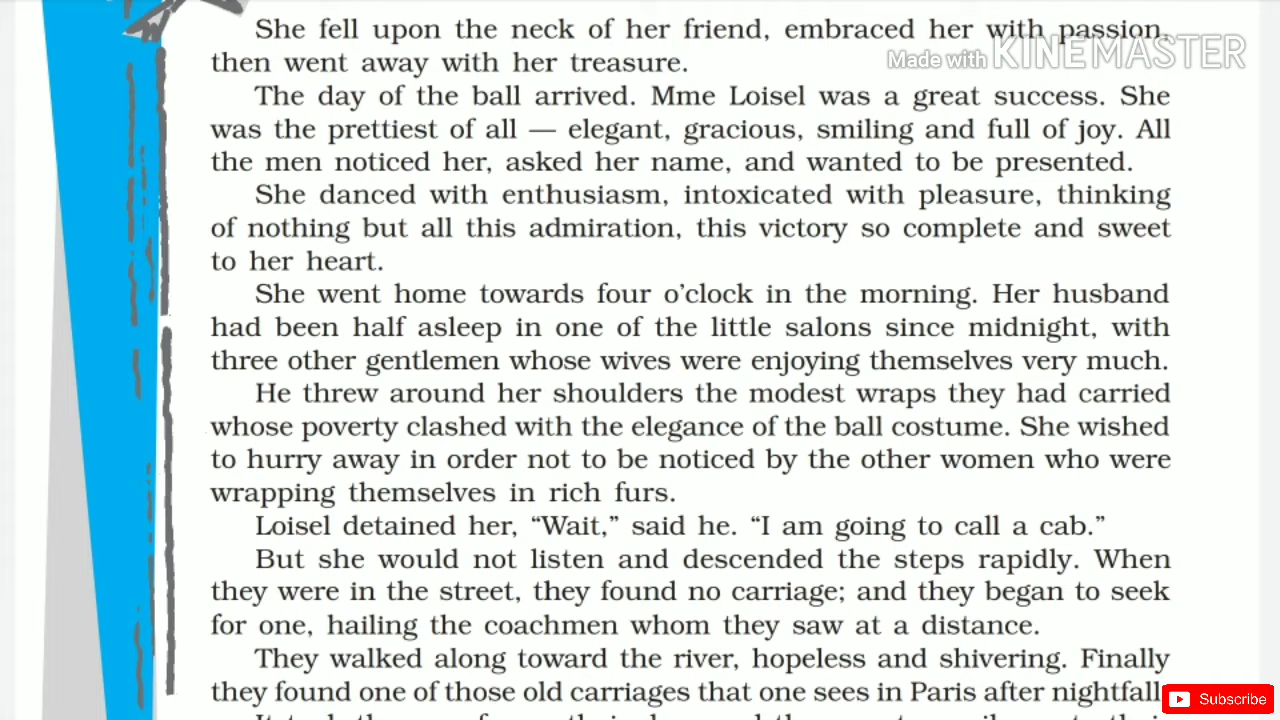 She fell upon the neck of her friend, embraced her with passion,
then went away with her treasure.
Made with KINEMASTER
The day of the ball arrived. Mme Loisel was a great success. She
was the prettiest of all — elegant, gracious, smiling and full of joy. All
the men noticed her, asked her name, and wanted to be presented.
She danced with enthusiasm, intoxicated with pleasure, thinking
of nothing but all this admiration, this victory so complete and sweet
to her heart.
She went home towards four o’clock in the morning. Her husband
had been half asleep in one of the little salons since midnight, with
three other gentlemen whose wives were enjoying themselves very much.
He threw around her shoulders the modest wraps they had carried
whose poverty clashed with the elegance of the ball costume. She wished
to hurry away in order not to be noticed by the other women who were
wrapping themselves in rich furs.
Loisel detained her, “Wait,” said he. “I am going to call a cab.”
But she would not listen and descended the steps rapidly. When
they were in the street, they found no carriage; and they began to seek
for one, hailing the coachmen whom they saw at a distance.
They walked along toward the river, hopeless and shivering. Finally
they found one of those old carriages that one sees in Paris after nightfall.
Subscribe